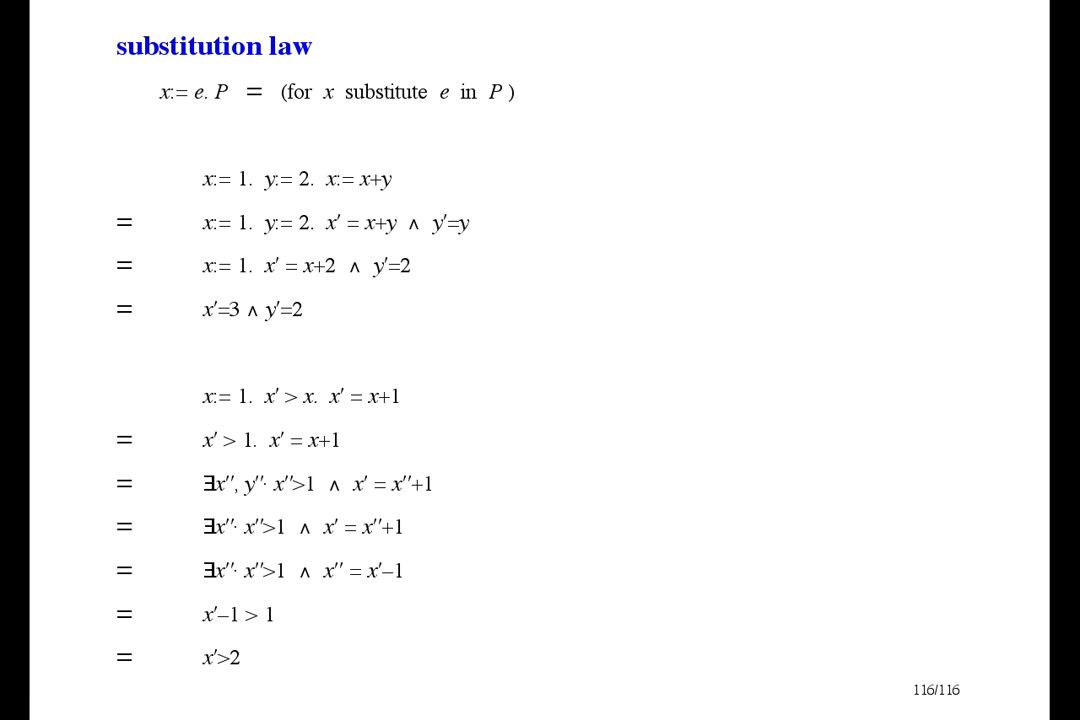 substitution law
x:= e. P = (for x substitute e in P )
x:= 1. y:= 2. x:= x+y
= x:= 1. y:= 2. x′ = x+y ∧ y′=y
= x:= 1. x′ = x+2 ∧ y′=2
= x′=3 ∧ y′=2
x:= 1. x′ > x. x′ = x+1
= x′ > 1. x′ = x+1
= ∃x′′, y′′· x′′>1 ∧ x′ = x′′+1
= ∃x′′· x′′>1 ∧ x′ = x′′+1
= ∃x′′· x′′>1 ∧ x′′ = x′–1
= x′–1 > 1
= x′>2
116/116